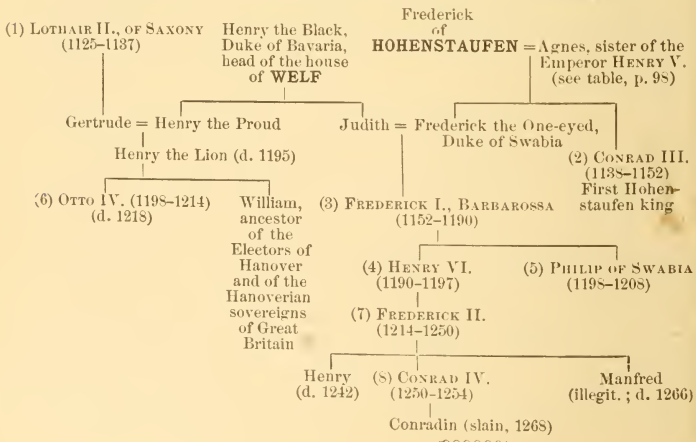 (1) LOTHAIR II., OF SAXONY
(1125-1137)
Henry the Black,
Duke of Bavaria,
head of the house
of WELF
Frederick
of
HOHENSTAUFEN = Agnes, sister of the
Emperor HENRY V.
(see table, p. 98)
Gertrude = Henry the Proud
Judith = Frederick the One-eyed,
Duke of Swabia
(2) CONRAD III.
(1138-1152)
First Hohen-
staufen king
Henry the Lion (d. 1195)
(6) OTTO IV. (1198-1214)
(d. 1218)
William,
ancestor
of the
Electors of
Hanover
and of the
Hanoverian
sovereigns
of Great
Britain
(3) FREDERICK I., BARBAROSSA
(1152-1190)
(4) HENRY VI.
(1190-1197)
(5) PHILIP OF SWABIA
(1198-1208)
(7) FREDERICK II.
(1214-1250)
Henry
(d. 1242)
(8) CONRAD IV.
(1250-1254)
Manfred
(illegit.; d. 1266)
Conradin (slain, 1268)